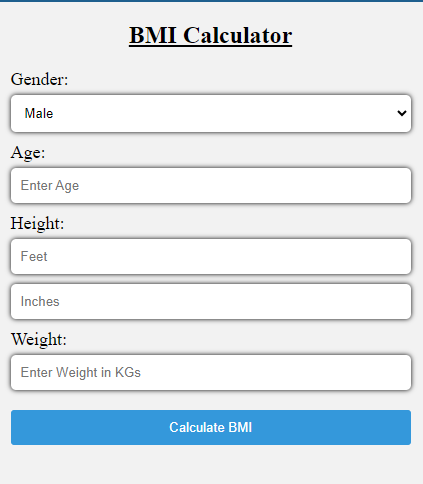 BMI Calculator
Gender:
Male
Age:
Enter Age
Height:
Feet
Inches
Weight:
Enter Weight in KGs
Calculate BMI